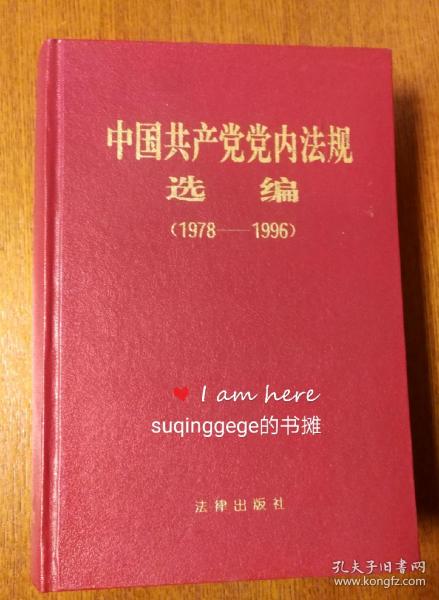 中国共产党党内法规
选编
(1978——1996)
❤ I am here
suqinggege的书摊
法律出版社
孔夫子旧书网
www.kongfz.com